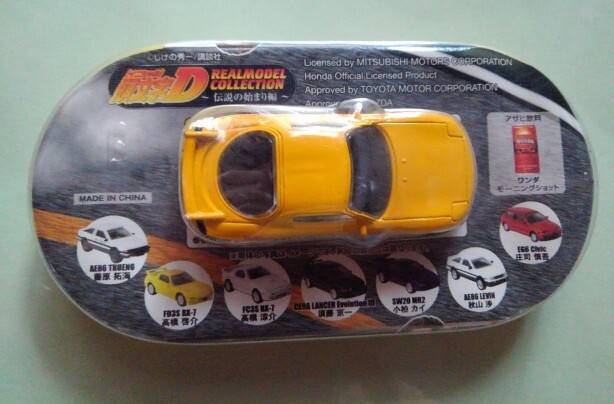 しげの秀一/講談社
頭文字D
REALMODEL
COLLECTION
～伝説の始まり編～
Licensed by MITSUBISHI MOTORS CORPORATION
Honda Official Licensed Product
Approved by TOYOTA MOTOR CORPORATION
アサヒ飲料
ワンダ
モーニングショット
MADE IN CHINA
AE86 TRUENO
藤原 拓海
FD3S RX-7
高橋 啓介
FC3S RX-7
高橋 涼介
CE9A LANCER Evolution III
須藤 京一
SW20 MR2
小柏 カイ
AE86 LEVIN
秋山 渉
EG6 Civic
庄司 慎吾